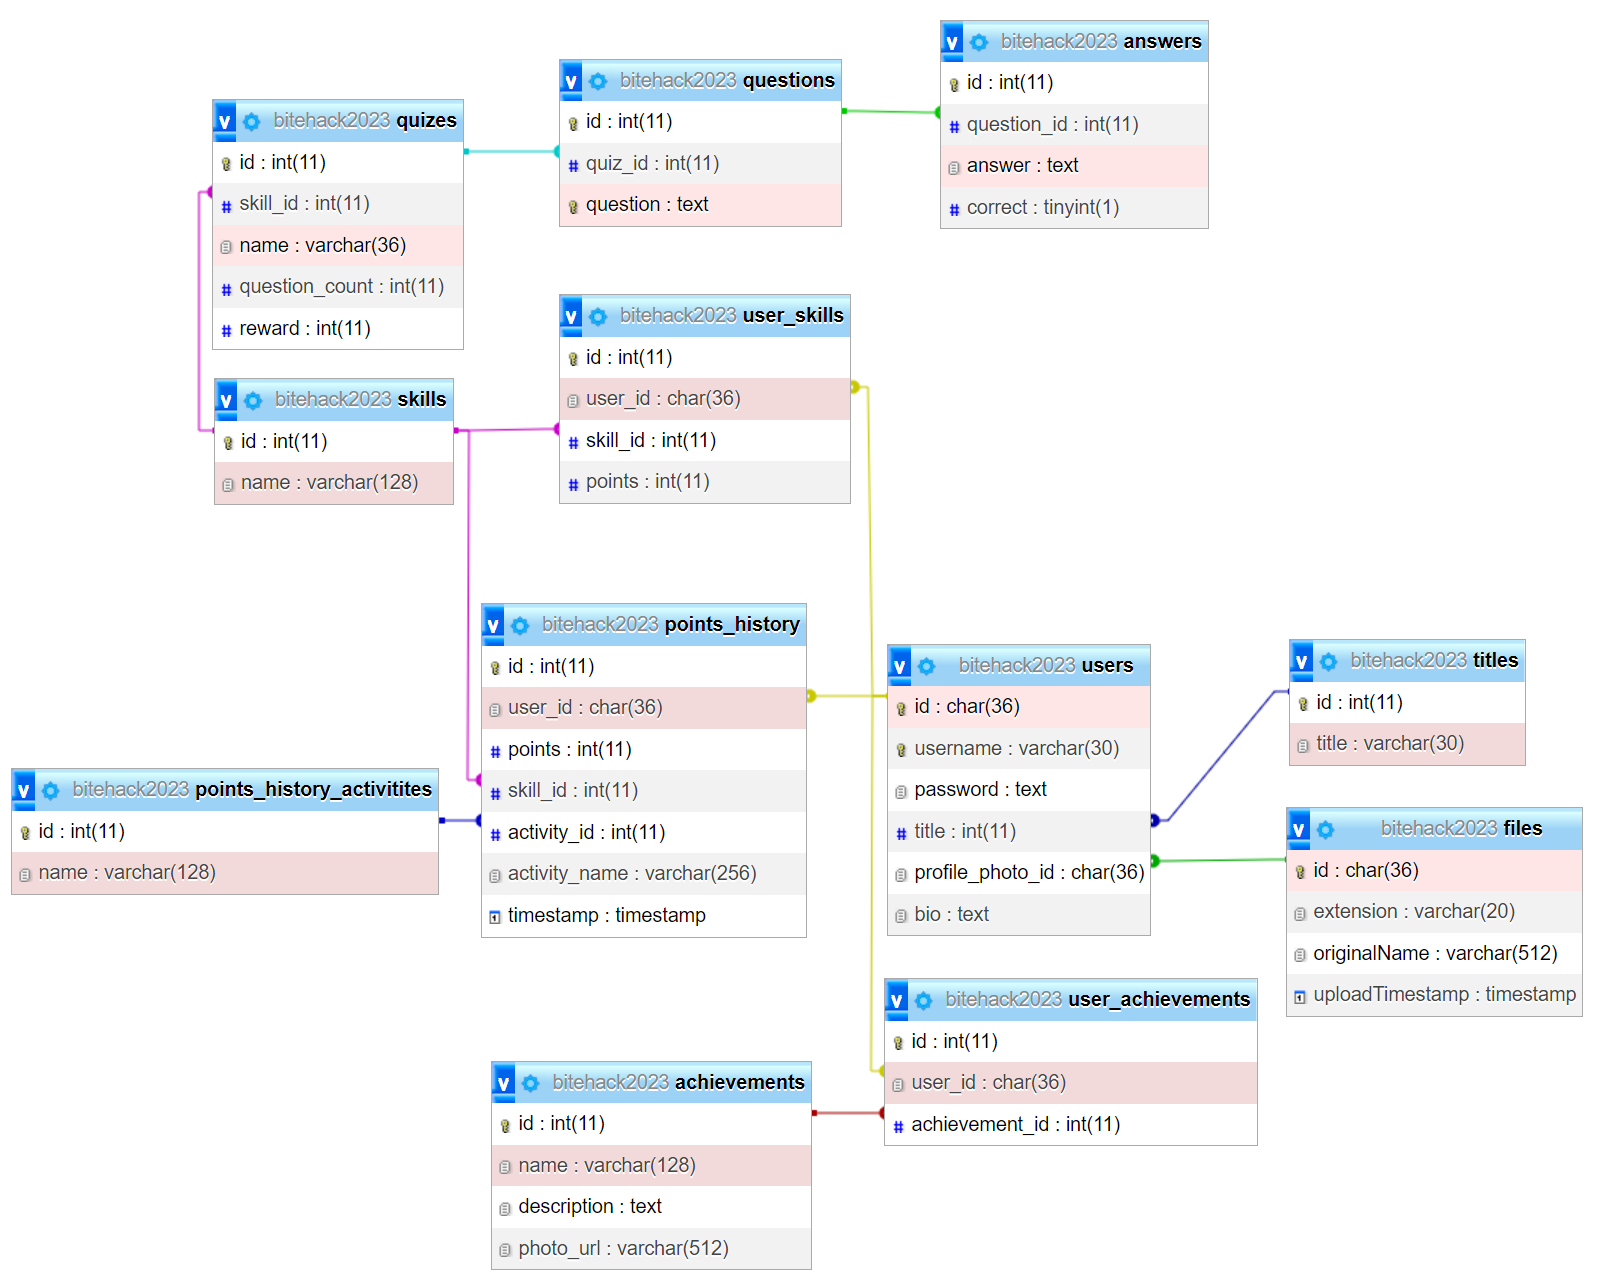 v bitehack2023 quizes
id : int(11)
skill_id : int(11)
name : varchar(36)
question_count : int(11)
reward : int(11)
v bitehack2023 questions
id : int(11)
quiz_id : int(11)
question : text
v bitehack2023 answers
id : int(11)
question_id : int(11)
answer : text
correct : tinyint(1)
v bitehack2023 skills
id : int(11)
name : varchar(128)
v bitehack2023 user_skills
id : int(11)
user_id : char(36)
skill_id : int(11)
points : int(11)
v bitehack2023 points_history_activitites
id : int(11)
name : varchar(128)
v bitehack2023 points_history
id : int(11)
user_id : char(36)
points : int(11)
skill_id : int(11)
activity_id : int(11)
activity_name : varchar(256)
timestamp : timestamp
v bitehack2023 users
id : char(36)
username : varchar(30)
password : text
title : int(11)
profile_photo_id : char(36)
bio : text
v bitehack2023 titles
id : int(11)
title : varchar(30)
v bitehack2023 files
id : char(36)
extension : varchar(20)
originalName : varchar(512)
uploadTimestamp : timestamp
v bitehack2023 achievements
id : int(11)
name : varchar(128)
description : text
photo_url : varchar(512)
v bitehack2023 user_achievements
id : int(11)
user_id : char(36)
achievement_id : int(11)